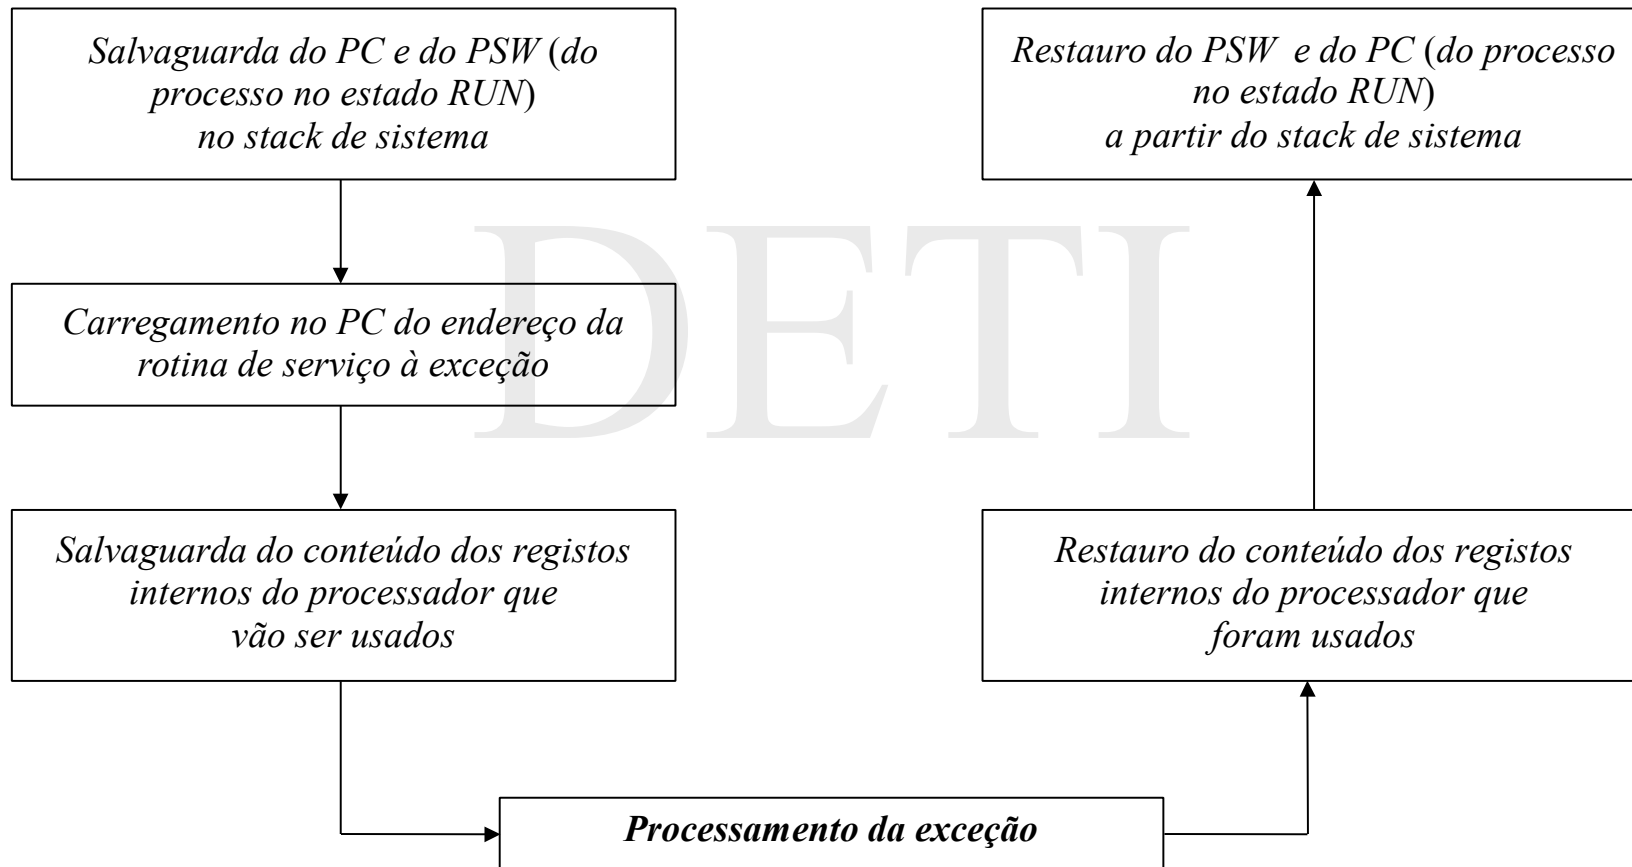 Salvaguarda do PC e do PSW (do
processo no estado RUN)
no stack de sistema
Carregamento no PC do endereço da
rotina de serviço à exceção
Salvaguarda do conteúdo dos registos
internos do processador que
vão ser usados
Processamento da exceção
Restauro do conteúdo dos registos
internos do processador que
foram usados
Restauro do PSW e do PC (do processo
no estado RUN)
a partir do stack de sistema
DETI